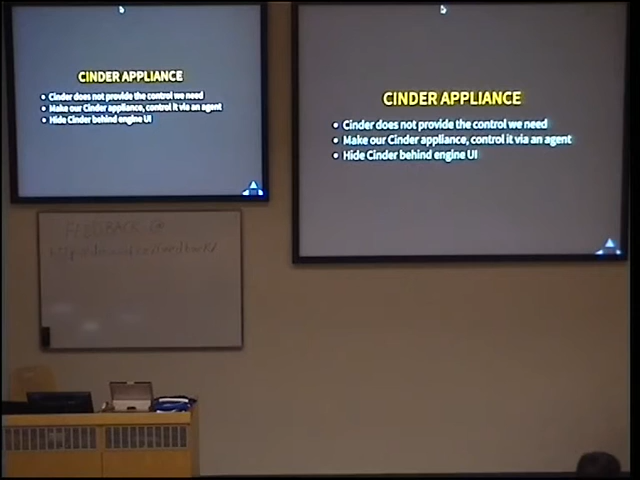 CINDER APPLIANCE
• Cinder does not provide the control we need
• Make our Cinder appliance, control it via an agent
• Hide Cinder behind engine UI
CINDER APPLIANCE
• Cinder does not provide the control we need
• Make our Cinder appliance, control it via an agent
• Hide Cinder behind engine UI
FEEDBACK @